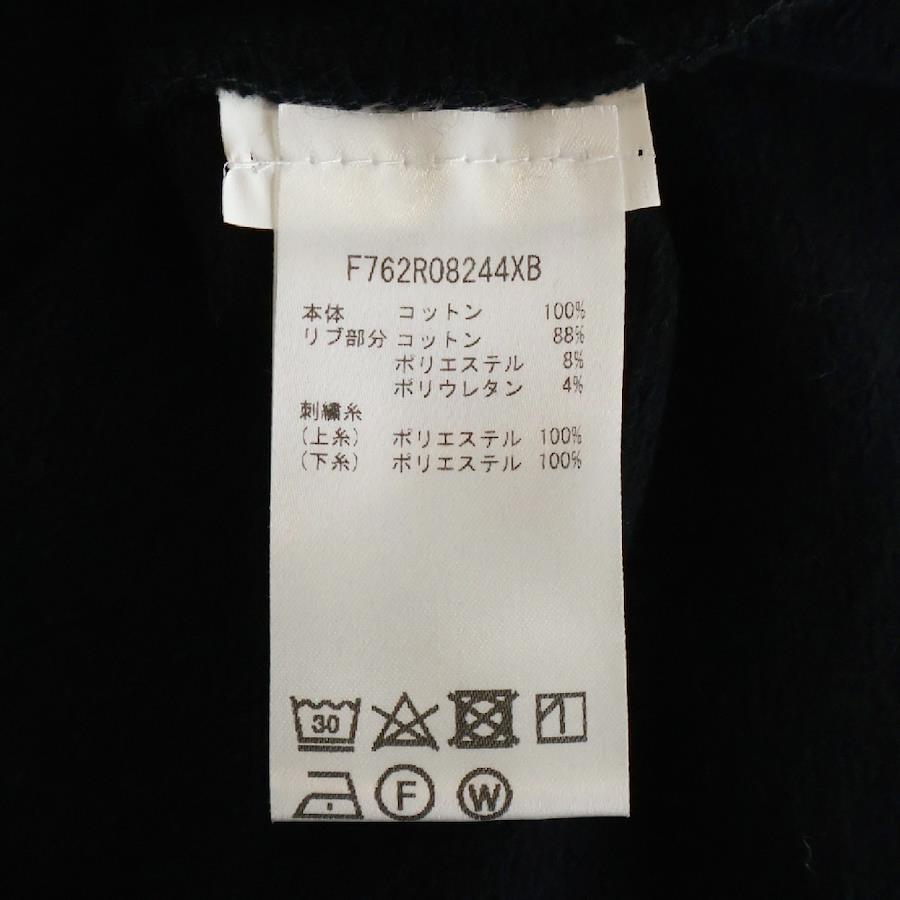 F762R08244XB
本体 コットン 100%
リブ部分 コットン 88%
ポリエステル 8%
ポリウレタン 4%
刺繍糸
(上糸) ポリエステル 100%
(下糸) ポリエステル 100%
30
F W